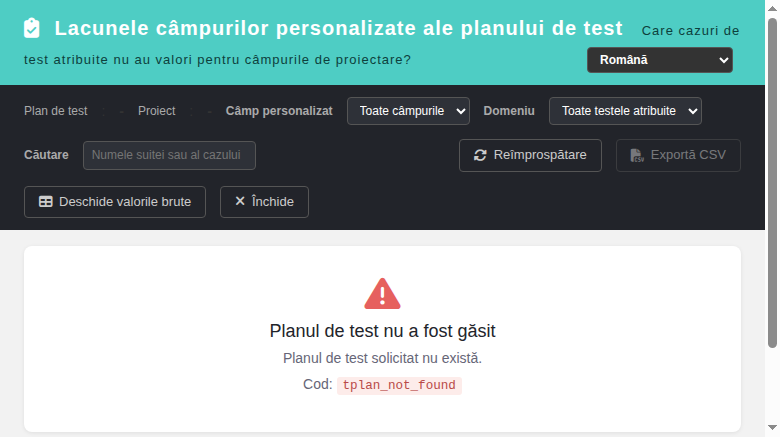 Lacunele câmpurilor personalizate ale planului de test Care cazuri de
test atribuite nu au valori pentru câmpurile de proiectare? Română
Plan de test - Proiect - Câmp personalizat Toate câmpurile Domeniu Toate testele atribuite
Căutare Numele suitei sau al cazului Reîmprospătare Exportă CSV
Deschide valorile brute Închide
Planul de test nu a fost găsit
Planul de test solicitat nu există.
Cod: tplan_not_found